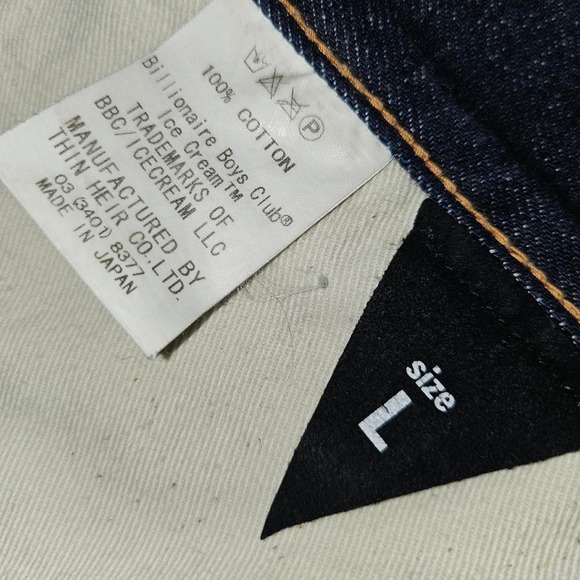 100% COTTON
Billionaire Boys Club®
Ice Cream™
TRADEMARKS OF
BBC/ICECREAM LLC
MANUFACTURED BY
THIN HEIR CO., LTD.
03 (3401) 8377
MADE IN JAPAN
size
L